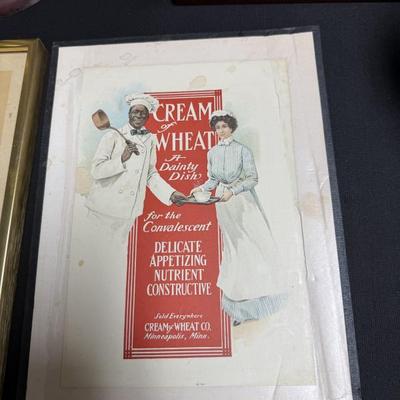 CREAM
of
WHEAT
A
Dainty
Dish
for the
Convalescent
DELICATE
APPETIZING
NUTRIENT
CONSTRUCTIVE
Sold Everywhere
CREAM of WHEAT CO.
Minneapolis, Minn.